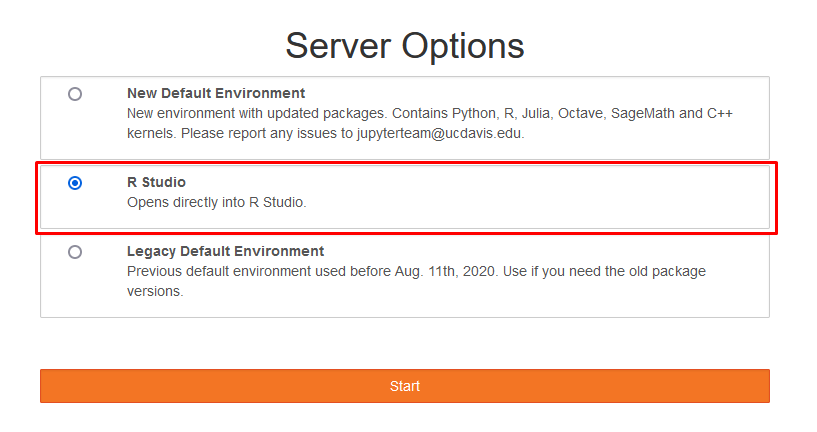 Server Options
New Default Environment
New environment with updated packages. Contains Python, R, Julia, Octave, SageMath and C++
kernels. Please report any issues to jupyterteam@ucdavis.edu.
R Studio
Opens directly into R Studio.
Legacy Default Environment
Previous default environment used before Aug. 11th, 2020. Use if you need the old package
versions.
Start